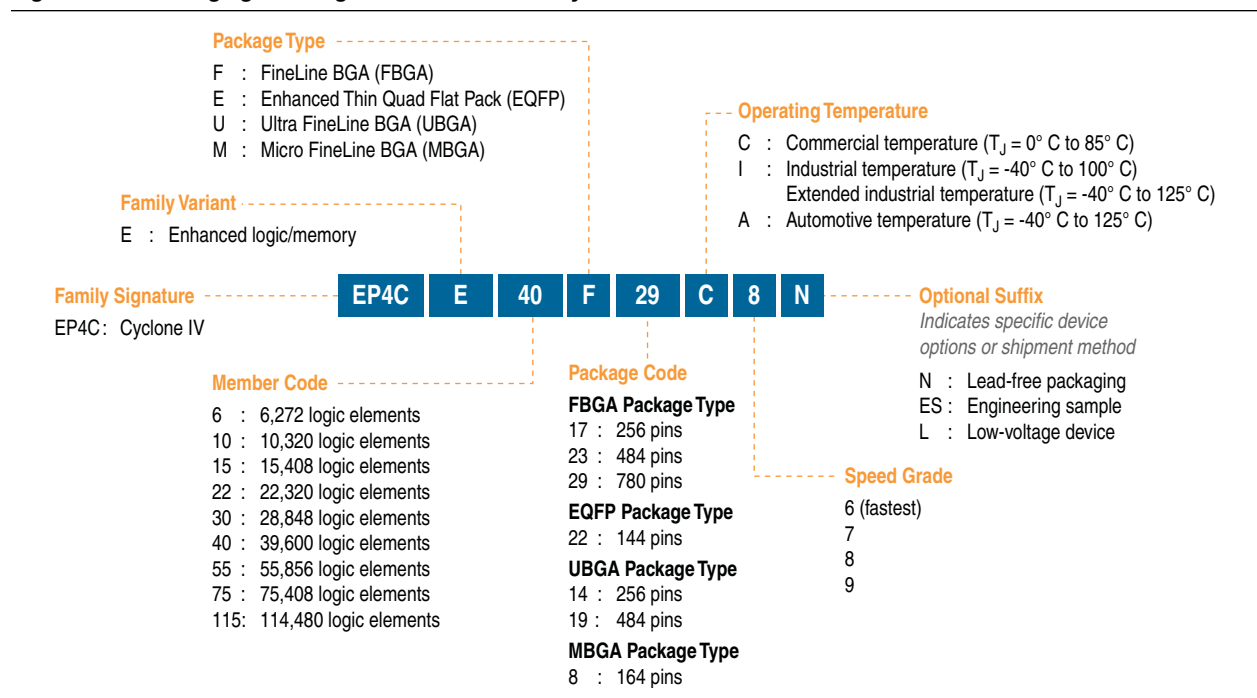 Package Type
F : FineLine BGA (FBGA)
E : Enhanced Thin Quad Flat Pack (EQFP)
U : Ultra FineLine BGA (UBGA)
M : Micro FineLine BGA (MBGA)
Operating Temperature
C : Commercial temperature (TJ = 0° C to 85° C)
I : Industrial temperature (TJ = -40° C to 100° C)
Extended industrial temperature (TJ = -40° C to 125° C)
A : Automotive temperature (TJ = -40° C to 125° C)
Family Variant
E : Enhanced logic/memory
Family Signature
EP4C : Cyclone IV
EP4C E 40 F 29 C 8 N
Optional Suffix
Indicates specific device
options or shipment method
N : Lead-free packaging
ES : Engineering sample
L : Low-voltage device
Member Code
6 : 6,272 logic elements
10 : 10,320 logic elements
15 : 15,408 logic elements
22 : 22,320 logic elements
30 : 28,848 logic elements
40 : 39,600 logic elements
55 : 55,856 logic elements
75 : 75,408 logic elements
115: 114,480 logic elements
Package Code
FBGA Package Type
17 : 256 pins
23 : 484 pins
29 : 780 pins
EQFP Package Type
22 : 144 pins
UBGA Package Type
14 : 256 pins
19 : 484 pins
MBGA Package Type
8 : 164 pins
Speed Grade
6 (fastest)
7
8
9